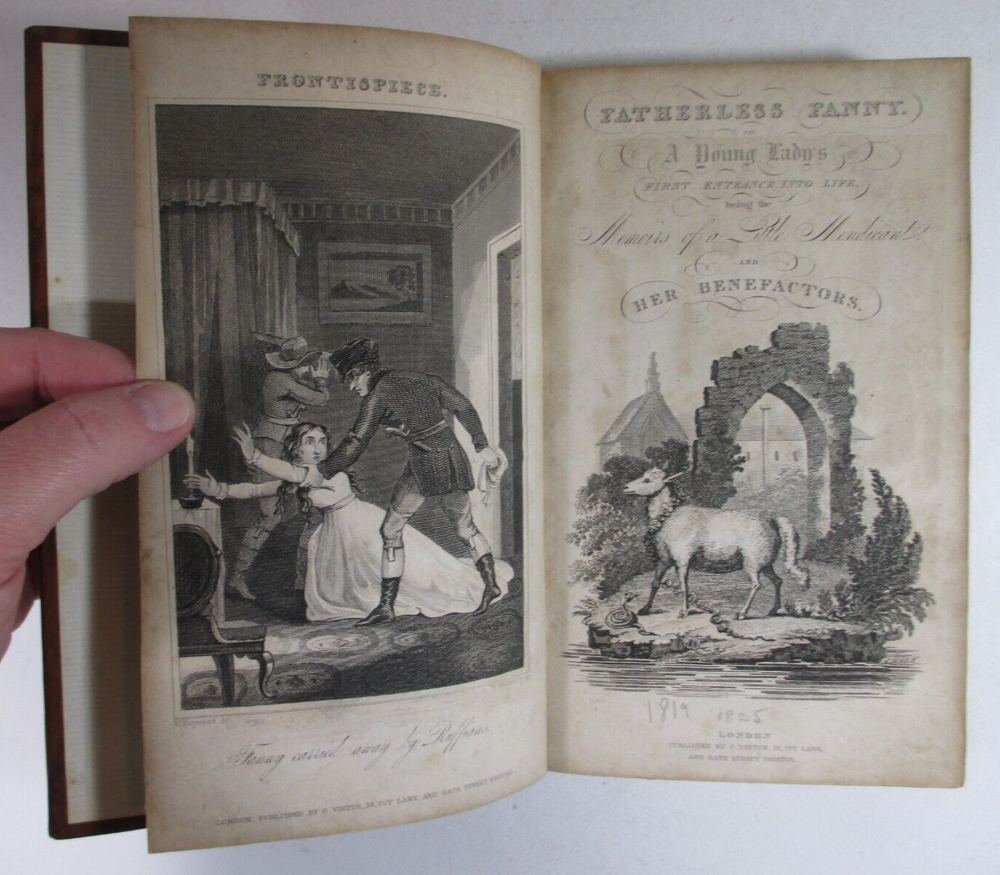 FRONTISPIECE.
Fanny carried away by Ruffians.
LONDON, PUBLISHED BY G. VIRTUE, 26, IVY LANE, AND BATH STREET BRISTOL
FATHERLESS FANNY.
OR
A Young Lady's
FIRST ENTRANCE INTO LIFE,
being the
Memoirs of a Little Mendicant,
AND
HER BENEFACTORS.
1819 1825
LONDON
PUBLISHED BY G. VIRTUE, 26, IVY LANE,
AND BATH STREET BRISTOL.